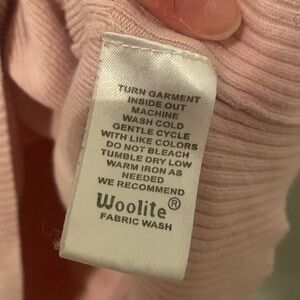 TURN GARMENT
INSIDE OUT
MACHINE
WASH COLD
GENTLE CYCLE
WITH LIKE COLORS
DO NOT BLEACH
TUMBLE DRY LOW
WARM IRON AS
NEEDED
WE RECOMMEND
Woolite®
FABRIC WASH